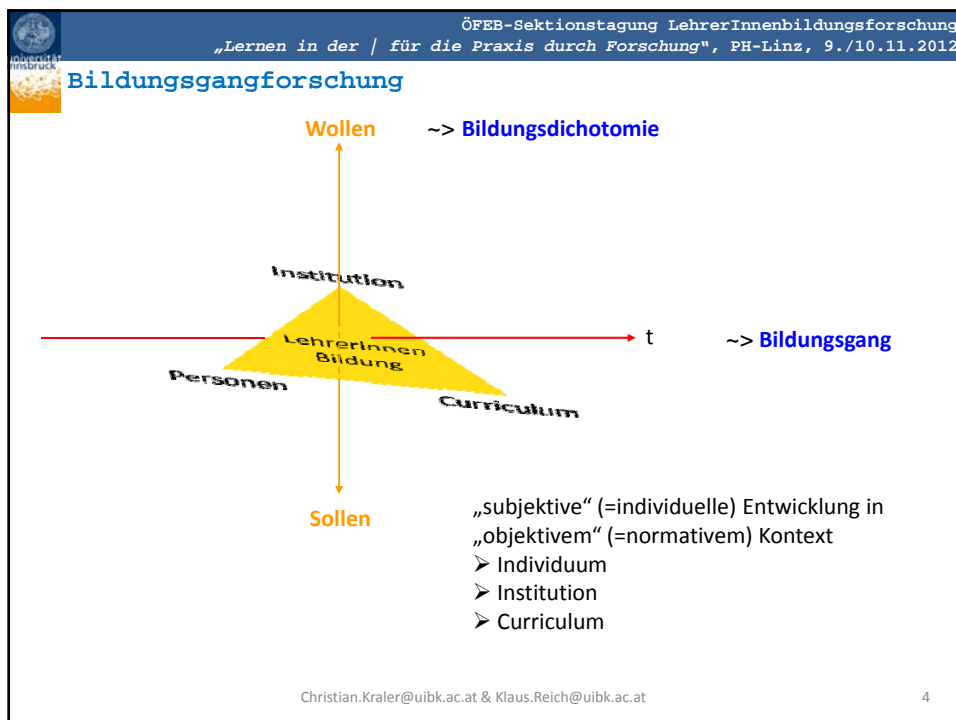 ÖFEB-Sektionstagung LehrerInnenbildungsforschung
„Lernen in der | für die Praxis durch Forschung“, PH-Linz, 9./10.11.2012
universität
innsbruck
Bildungsgangforschung
Wollen ~> Bildungsdichotomie
Institution
LehrerInnen
Bildung
t ~> Bildungsgang
Personen
Curriculum
Sollen
„subjektive“ (=individuelle) Entwicklung in
„objektivem“ (=normativem) Kontext
➢ Individuum
➢ Institution
➢ Curriculum
Christian.Kraler@uibk.ac.at & Klaus.Reich@uibk.ac.at 4